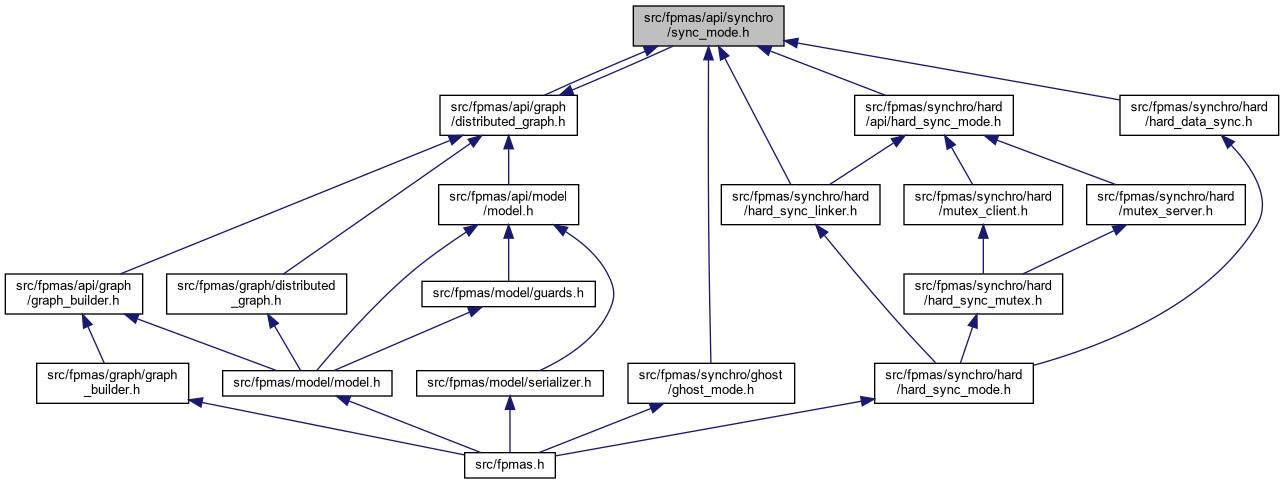 src/fpmas/api/synchro
/sync_mode.h
src/fpmas/api/graph
/distributed_graph.h
src/fpmas/synchro/hard
/api/hard_sync_mode.h
src/fpmas/synchro/hard
/hard_data_sync.h
src/fpmas/api/model
/model.h
src/fpmas/synchro/hard
/hard_sync_linker.h
src/fpmas/synchro/hard
/mutex_client.h
src/fpmas/synchro/hard
/mutex_server.h
src/fpmas/api/graph
/graph_builder.h
src/fpmas/graph/distributed
_graph.h
src/fpmas/model/guards.h
src/fpmas/synchro/hard
/hard_sync_mutex.h
src/fpmas/graph/graph
_builder.h
src/fpmas/model/model.h
src/fpmas/model/serializer.h
src/fpmas/synchro/ghost
/ghost_mode.h
src/fpmas/synchro/hard
/hard_sync_mode.h
src/fpmas.h